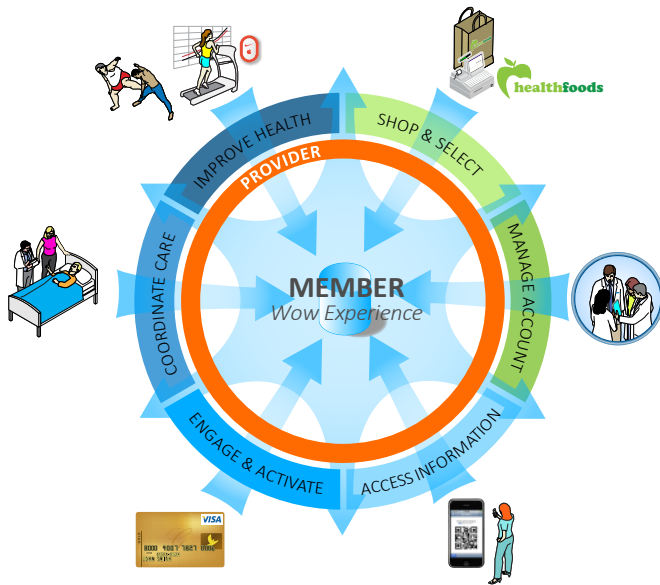 healthfoods
IMPROVE HEALTH
SHOP & SELECT
PROVIDER
COORDINATE CARE
MANAGE ACCOUNT
MEMBER
Wow Experience
ENGAGE & ACTIVATE
ACCESS INFORMATION
VISA